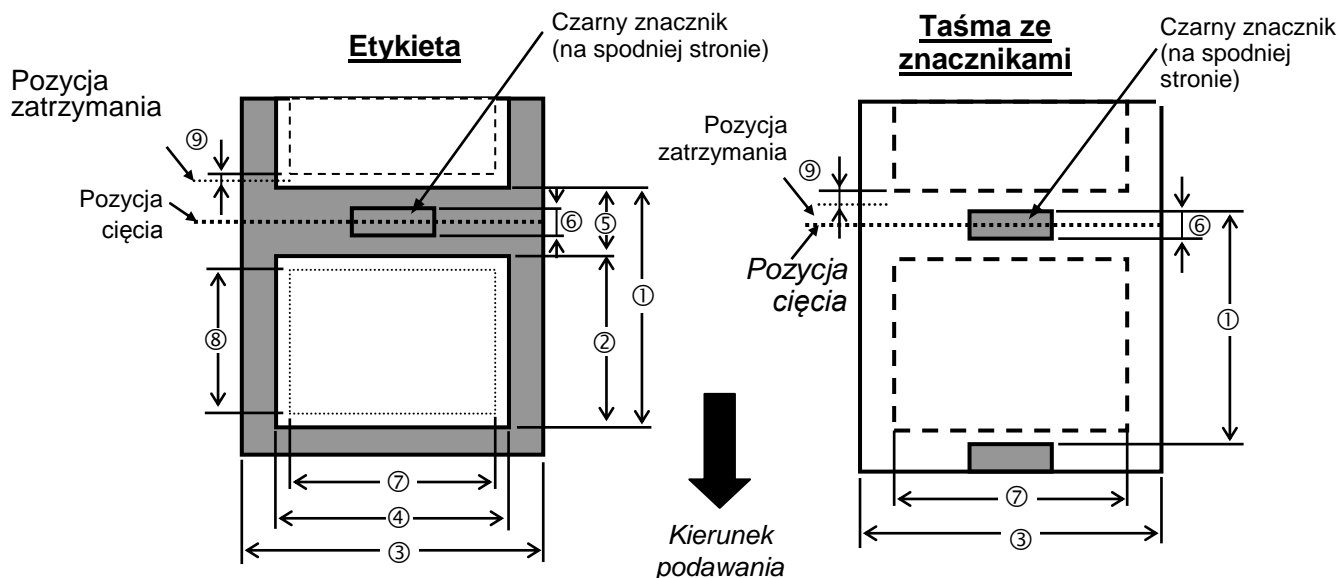 Etykieta
Czarny znacznik
(na spodniej stronie)
Pozycja
zatrzymania
⑨
Pozycja
cięcia
⑥
⑤
①
②
⑧
⑦
④
③
Kierunek
podawania
Taśma ze
znacznikami
Czarny znacznik
(na spodniej
stronie)
Pozycja
zatrzymania
⑨
Pozycja
cięcia
⑥
①
⑦
③